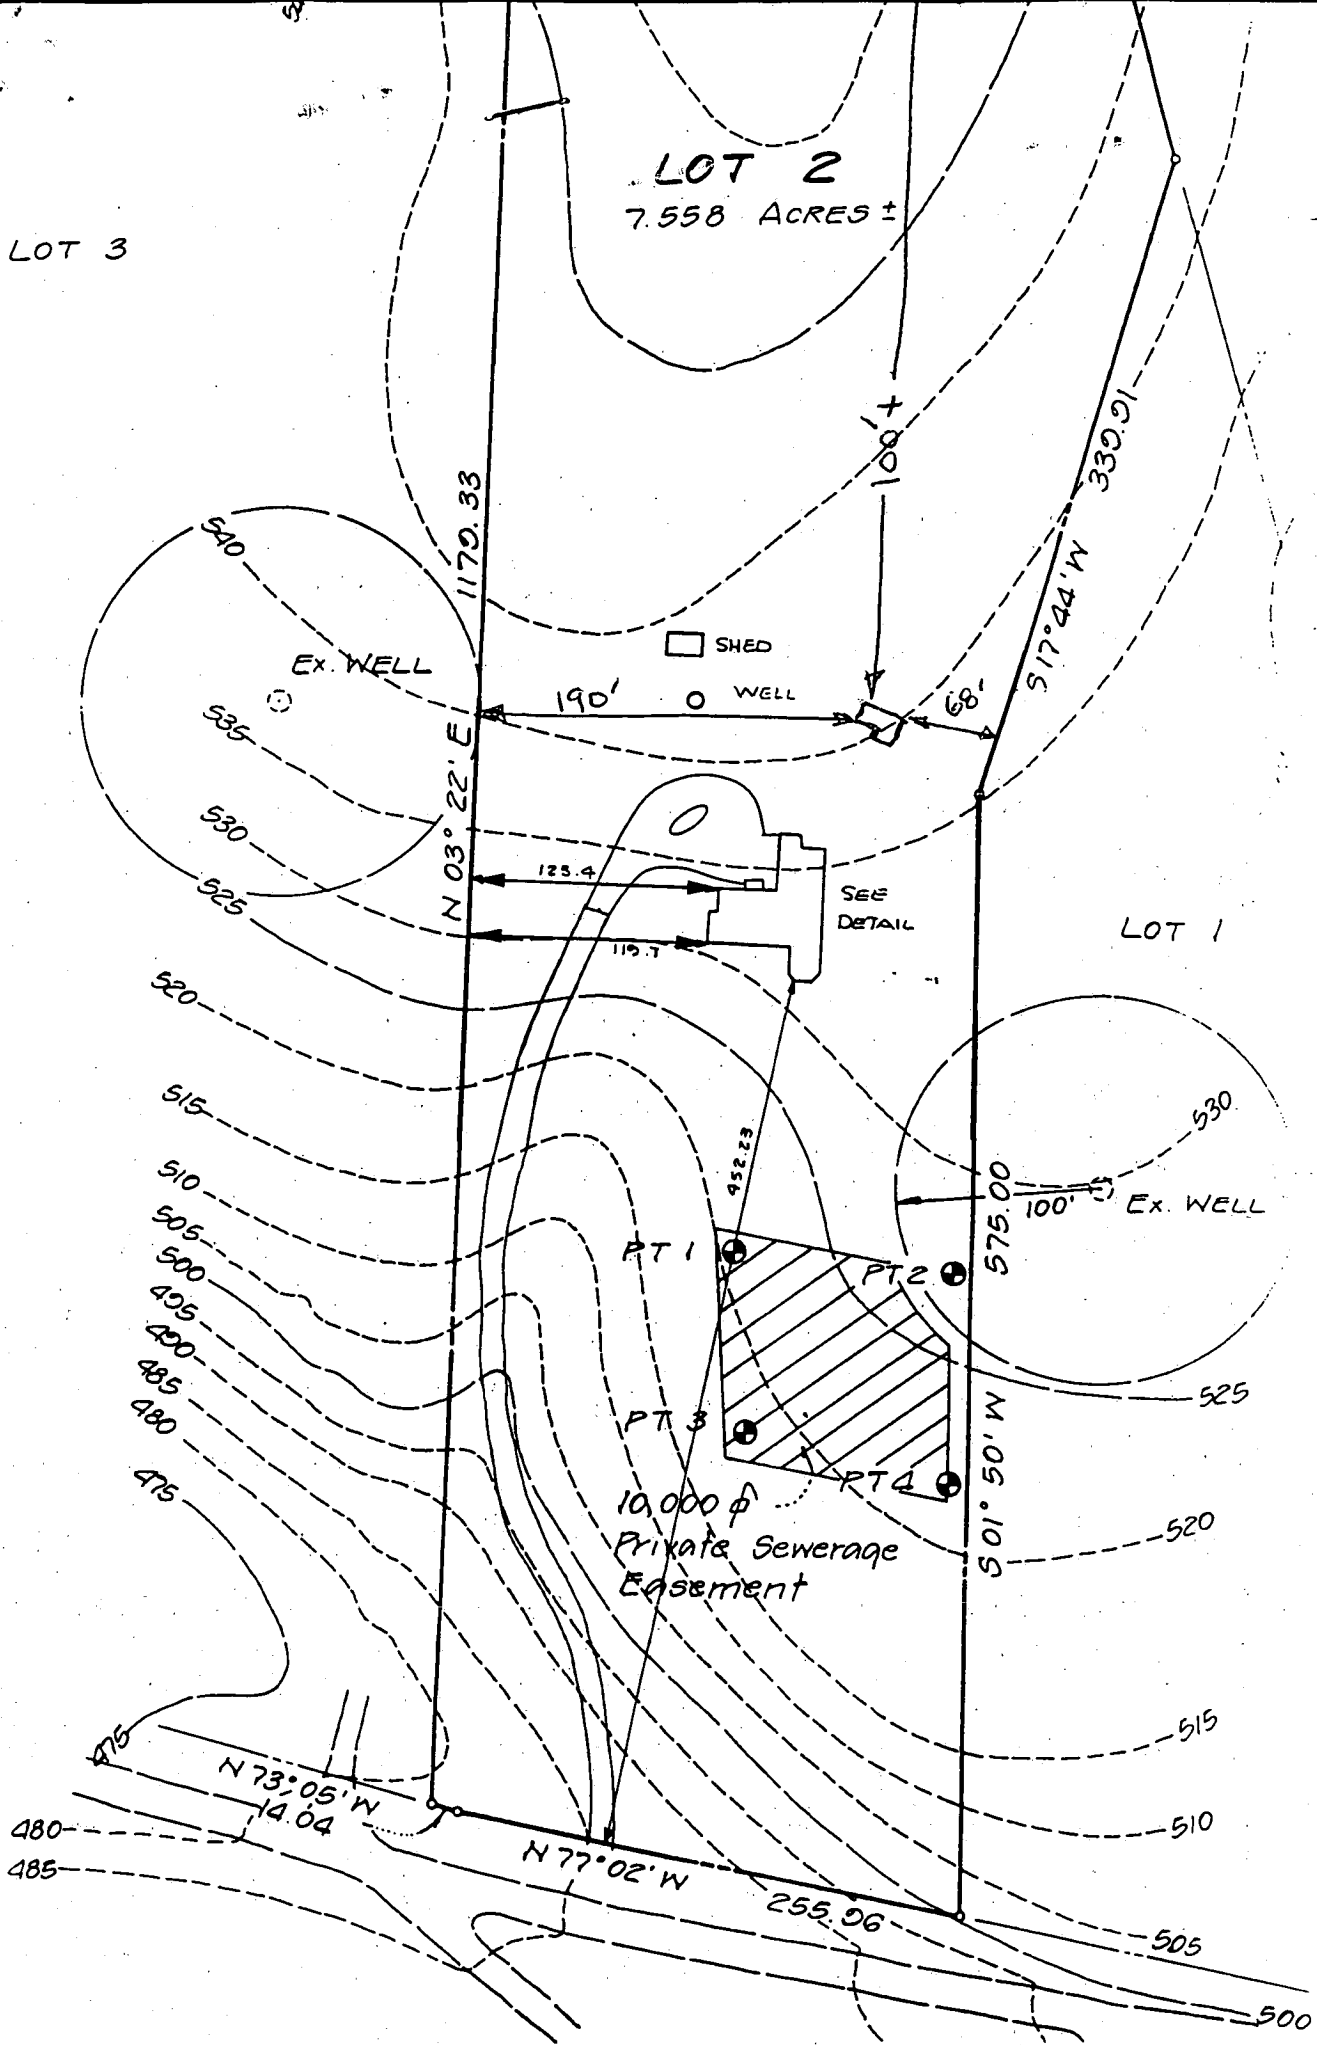 LOT 2
7.558 ACRES ±
LOT 3
100'+
339.91
S 17° 44' W
1179.33
N 03° 22' E
540
EX. WELL
SHED
190'
WELL
68'
535
530
525
123.4
SEE
DETAIL
119.7
LOT 1
520
515
510
505
500
495
490
485
480
475
452.23
530
575.00
100'
EX. WELL
PT 1
PT 2
PT 3
PT 4
525
S 01° 50' W
10,000 ф
Private Sewerage
Easement
520
515
510
505
500
475
N 73° 05' W
14.04
480
485
N 77° 02' W
255.96